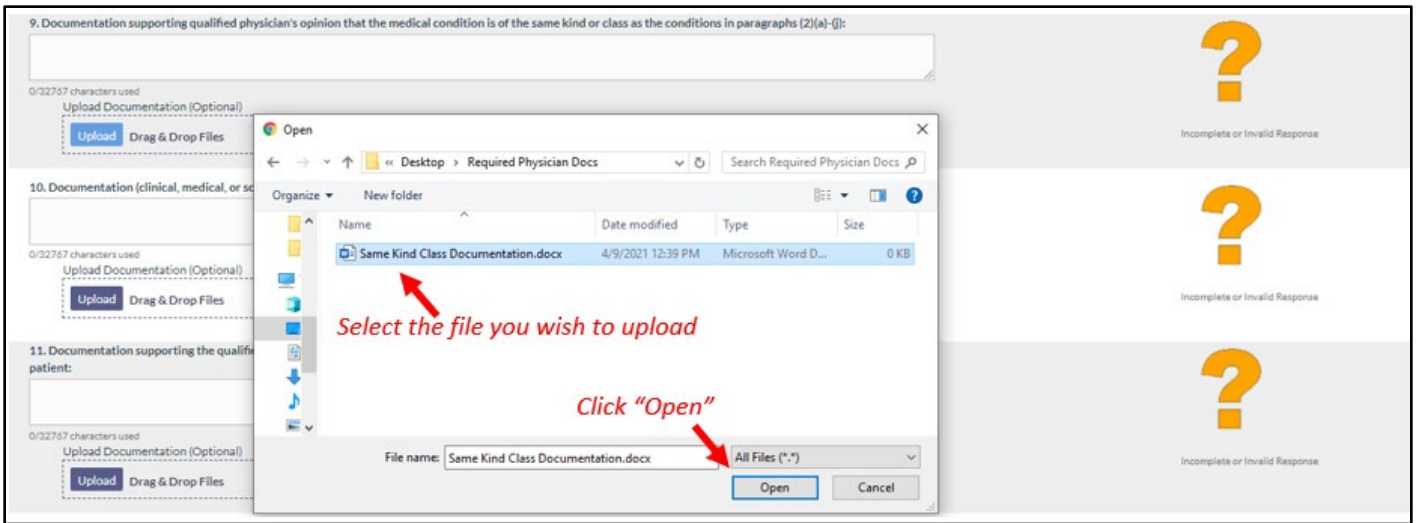 9. Documentation supporting qualified physician's opinion that the medical condition is of the same kind or class as the conditions in paragraphs (2)(a)-(j):
0/32767 characters used
Upload Documentation (Optional)
Upload Drag & Drop Files
Incomplete or Invalid Response
Open
« Desktop > Required Physician Docs
Search Required Physician Docs
Organize New folder
Name Date modified Type Size
Same Kind Class Documentation.docx 4/9/2021 12:39 PM Microsoft Word D... 0 KB
Select the file you wish to upload
Click “Open”
File name: Same Kind Class Documentation.docx All Files (*.*)
Open Cancel
10. Documentation (clinical, medical, or sc
0/32767 characters used
Upload Documentation (Optional)
Upload Drag & Drop Files
Incomplete or Invalid Response
11. Documentation supporting the qualifie
patient:
0/32767 characters used
Upload Documentation (Optional)
Upload Drag & Drop Files
Incomplete or Invalid Response